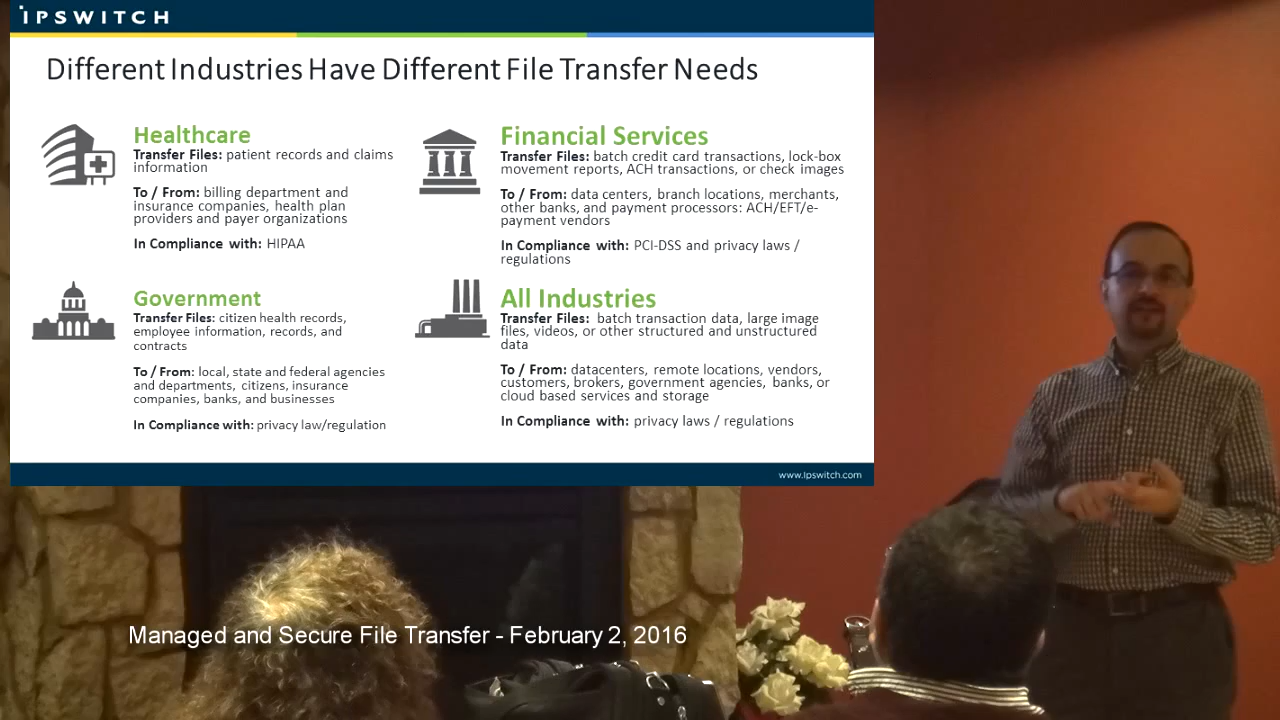 IPSWITCH
Different Industries Have Different File Transfer Needs
Healthcare
Transfer Files: patient records and claims
information
To / From: billing department and
insurance companies, health plan
providers and payer organizations
In Compliance with: HIPAA
Financial Services
Transfer Files: batch credit card transactions, lock-box
movement reports, ACH transactions, or check images
To / From: data centers, branch locations, merchants,
other banks, and payment processors: ACH/EFT/e-
payment vendors
In Compliance with: PCI-DSS and privacy laws /
regulations
Government
Transfer Files: citizen health records,
employee information, records, and
contracts
To / From: local, state and federal agencies
and departments, citizens, insurance
companies, banks, and businesses
In Compliance with: privacy law/regulation
All Industries
Transfer Files: batch transaction data, large image
files, videos, or other structured and unstructured
data
To / From: datacenters, remote locations, vendors,
customers, brokers, government agencies, banks, or
cloud based services and storage
In Compliance with: privacy laws / regulations
www.ipswitch.com
Managed and Secure File Transfer - February 2, 2016